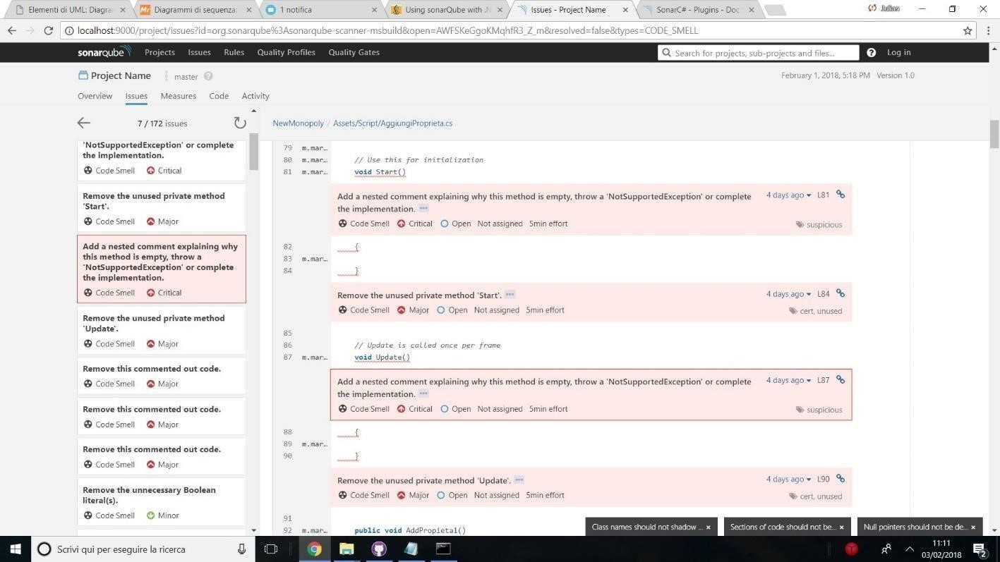 Elementi di UML: Diagra
Diagrammi di sequenza:
1 notifica
Using sonarQube with .N
Issues - Project Name
SonarC# - Plugins - Doc
Julian
localhost:9000/project/issues?id=org.sonarqube%3Asonarqube-scanner-msbuild&open=AWFSKeGgoKMqhfR3_Z_m&resolved=false&types=CODE_SMELL
sonarqube Projects Issues Rules Quality Profiles Quality Gates Search for projects, sub-projects and files... Log in
Project Name master February 1, 2018, 5:18 PM Version 1.0
Overview Issues Measures Code Activity
7 / 172 issues
'NotSupportedException' or complete
the implementation.
Code Smell Critical
Remove the unused private method
'Start'.
Code Smell Major
Add a nested comment explaining why
this method is empty, throw a
'NotSupportedException' or complete
the implementation.
Code Smell Critical
Remove the unused private method
'Update'.
Code Smell Major
Remove this commented out code.
Code Smell Major
Remove this commented out code.
Code Smell Major
Remove this commented out code.
Code Smell Major
Remove the unnecessary Boolean
literal(s).
Code Smell Minor
NewMonopoly / Assets/Script/AggiungiProprieta.cs
79 m.mar...
80 m.mar... // Use this for initialization
81 m.mar... void Start()
Add a nested comment explaining why this method is empty, throw a 'NotSupportedException' or complete 4 days ago L81
the implementation. ...
Code Smell Critical Open Not assigned 5min effort suspicious
82 {
83 m.mar...
84 }
Remove the unused private method 'Start'. ... 4 days ago L84
Code Smell Major Open Not assigned 5min effort cert, unused
85
86 // Update is called once per frame
87 m.mar... void Update()
Add a nested comment explaining why this method is empty, throw a 'NotSupportedException' or complete 4 days ago L87
the implementation. ...
Code Smell Critical Open Not assigned 5min effort suspicious
88 {
89 m.mar...
90 }
Remove the unused private method 'Update'. ... 4 days ago L90
Code Smell Major Open Not assigned 5min effort cert, unused
91
92 m.mar... public void AddPropieta1()
Class names should not shadow ... ×
Sections of code should not be... ×
Null pointers should not be de... ×
Scrivi qui per eseguire la ricerca
11:11
03/02/2018
2